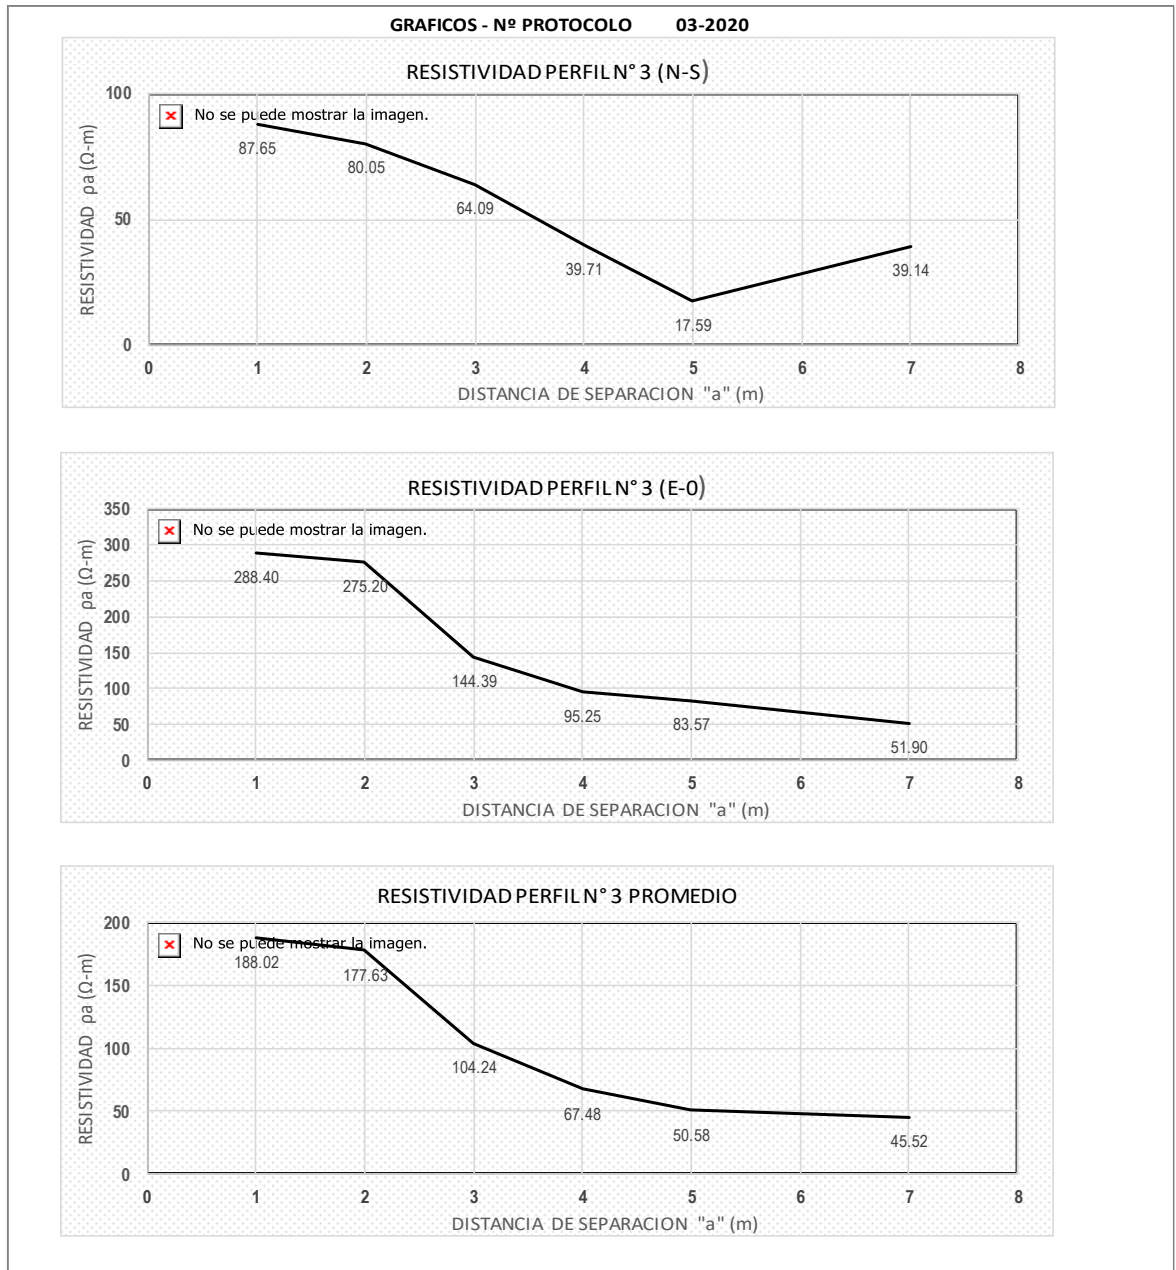 GRAFICOS - Nº PROTOCOLO 03-2020
RESISTIVIDAD PERFIL N° 3 (N-S)
No se puede mostrar la imagen.
RESISTIVIDAD ρa (Ω-m)
100
50
0
87.65
80.05
64.09
39.71
17.59
39.14
0 1 2 3 4 5 6 7 8
DISTANCIA DE SEPARACION "a" (m)
RESISTIVIDAD PERFIL N° 3 (E-0)
No se puede mostrar la imagen.
RESISTIVIDAD ρa (Ω-m)
350
300
250
200
150
100
50
0
288.40
275.20
144.39
95.25
83.57
51.90
0 1 2 3 4 5 6 7 8
DISTANCIA DE SEPARACION "a" (m)
RESISTIVIDAD PERFIL N° 3 PROMEDIO
No se puede mostrar la imagen.
RESISTIVIDAD ρa (Ω-m)
200
150
100
50
0
188.02
177.63
104.24
67.48
50.58
45.52
0 1 2 3 4 5 6 7 8
DISTANCIA DE SEPARACION "a" (m)